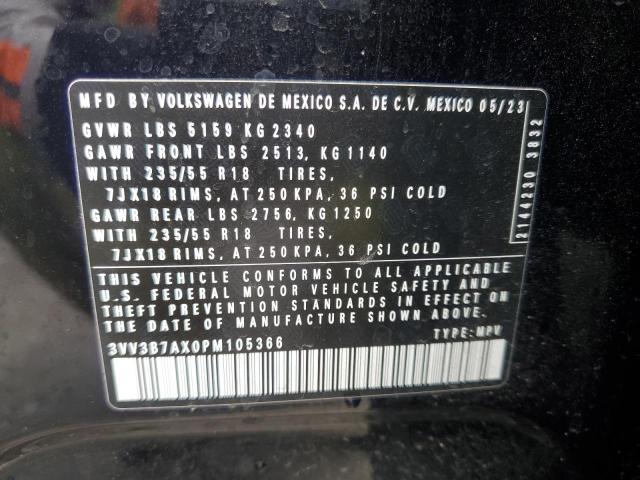 MFD BY VOLKSWAGEN DE MEXICO S.A. DE C.V. MEXICO 05/23
GVWR LBS 5159 KG 2340
GAWR FRONT LBS 2513, KG 1140
WITH 235/55 R18 TIRES,
7JX18 RIMS, AT 250 KPA, 36 PSI COLD
GAWR REAR LBS 2756, KG 1250
WITH 235/55 R18 TIRES,
7JX18 RIMS, AT 250 KPA, 36 PSI COLD
THIS VEHICLE CONFORMS TO ALL APPLICABLE
U.S. FEDERAL MOTOR VEHICLE SAFETY AND
THEFT PREVENTION STANDARDS IN EFFECT ON
THE DATE OF MANUFACTURE SHOWN ABOVE.
3VV3B7AX0PM105366 TYPE: MPV
2144230 3832